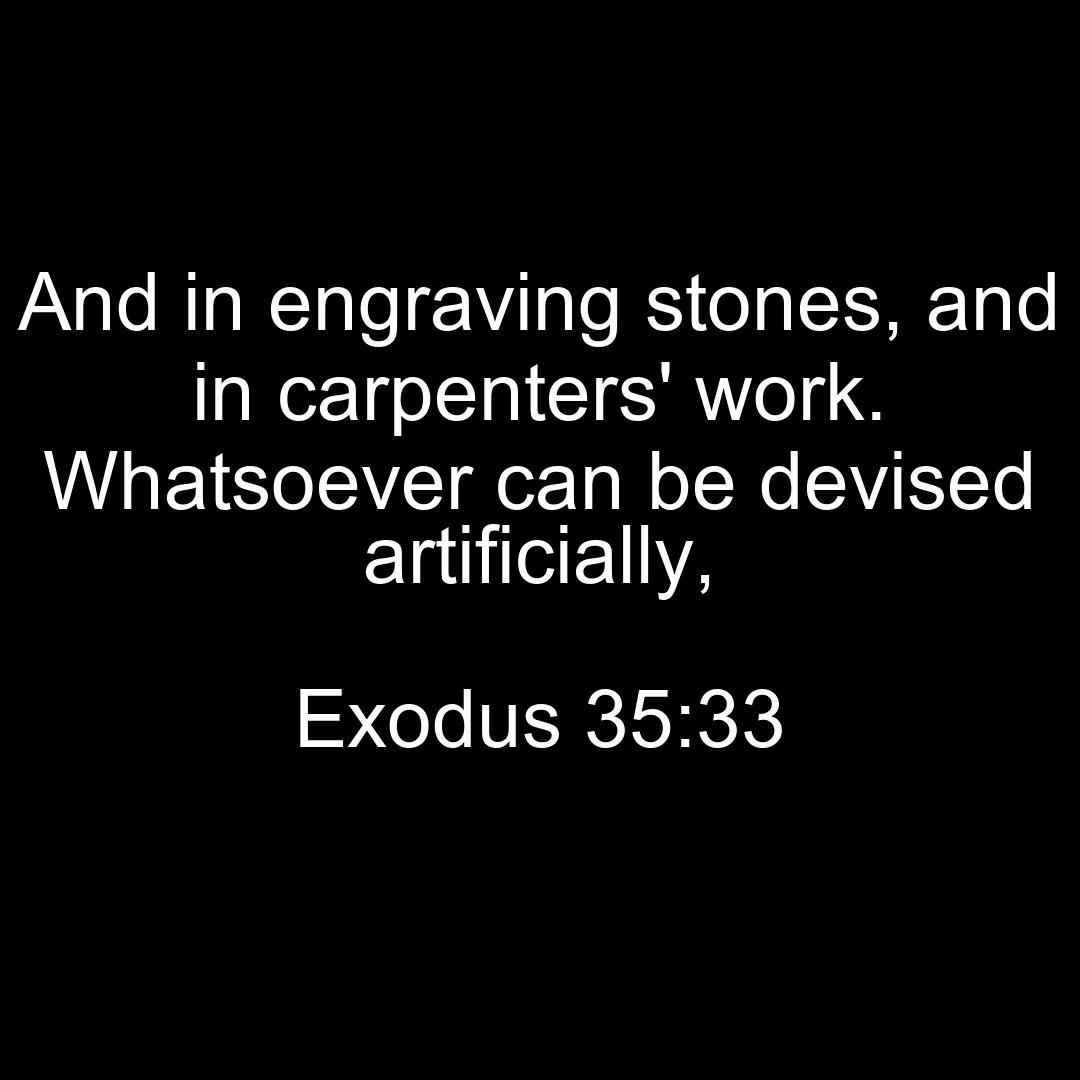 And in engraving stones, and
in carpenters' work.
Whatsoever can be devised
artificially,
Exodus 35:33